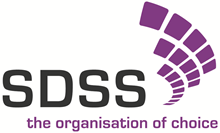 SDSS
the organisation of choice